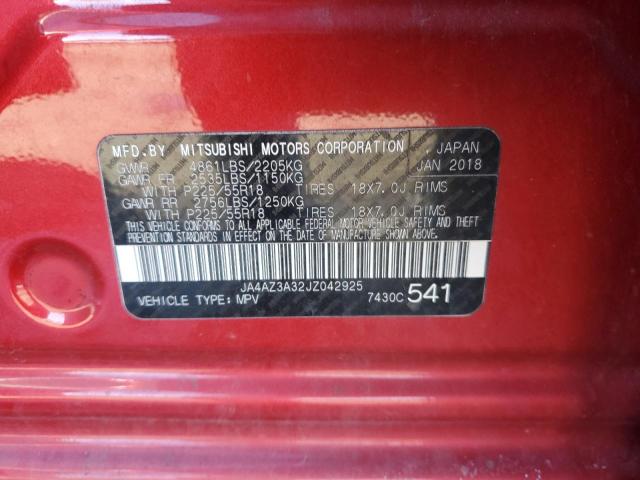 MFD.BY MITSUBISHI MOTORS CORPORATION , JAPAN
GVWR 4861LBS/2205KG JAN 2018
GAWR FR 2535LBS/1150KG
WITH P225/55R18 TIRES 18X7.0J RIMS
GAWR RR 2756LBS/1250KG
WITH P225/55R18 TIRES 18X7.0J RIMS
THIS VEHICLE CONFORMS TO ALL APPLICABLE FEDERAL MOTOR VEHICLE SAFETY AND THEFT
PREVENTION STANDARDS IN EFFECT ON THE DATE OF MANUFACTURE SHOWN ABOVE.
JA4AZ3A32JZ042925
VEHICLE TYPE: MPV 7430C 541